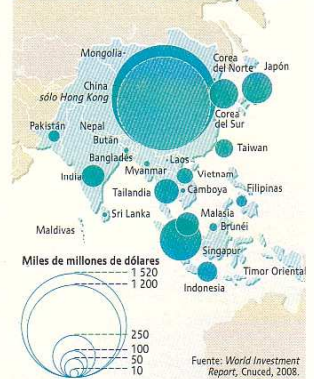 Mongolia
Corea
del Norte
Japón
China
sólo Hong Kong
Corea
del Sur
Pakistán
Nepal
Bután
Taiwan
Bangladés
Laos
India
Myanmar
Vietnam
Tailandia
Camboya
Filipinas
Sri Lanka
Malasia
Brunéi
Maldivas
Singapur
Miles de millones de dólares
1 520
1 200
Timor Oriental
Indonesia
250
100
50
10
Fuente: World Investment
Report, Cnuced, 2008.